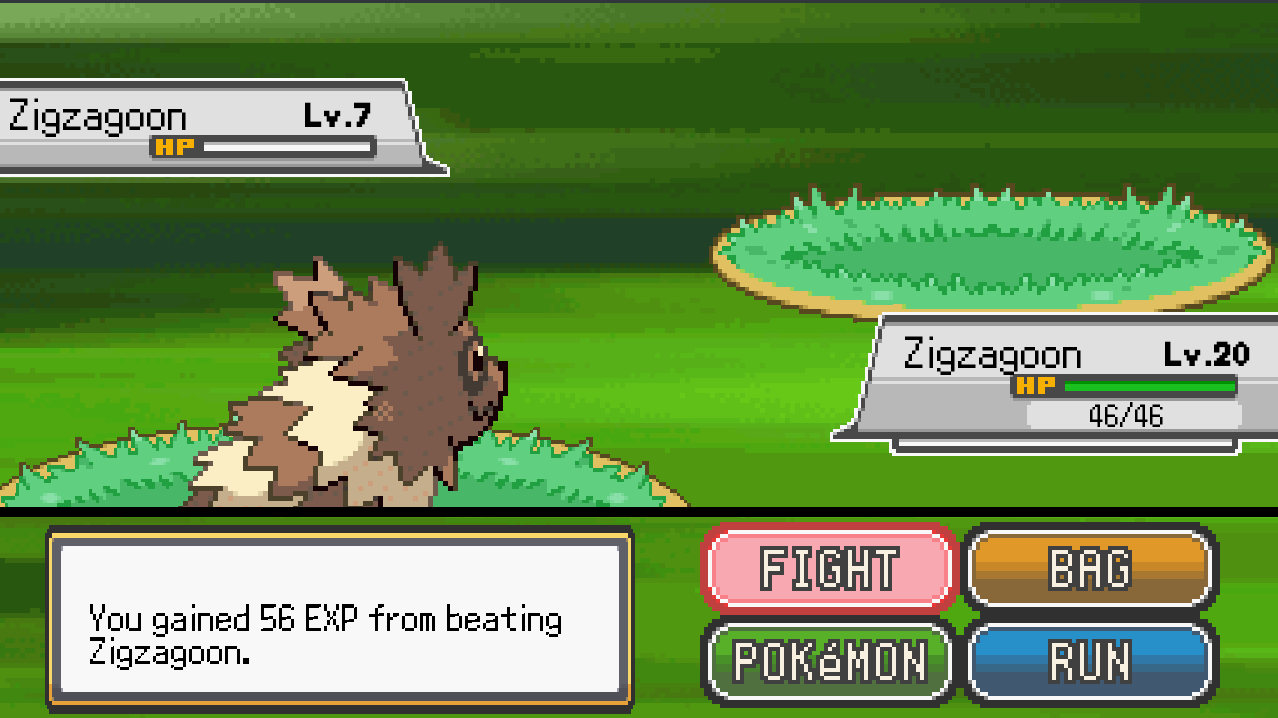 Zigzagoon Lv.7
HP
Zigzagoon Lv.20
HP
46/46
You gained 56 EXP from beating
Zigzagoon.
FIGHT
BAG
POKéMON
RUN